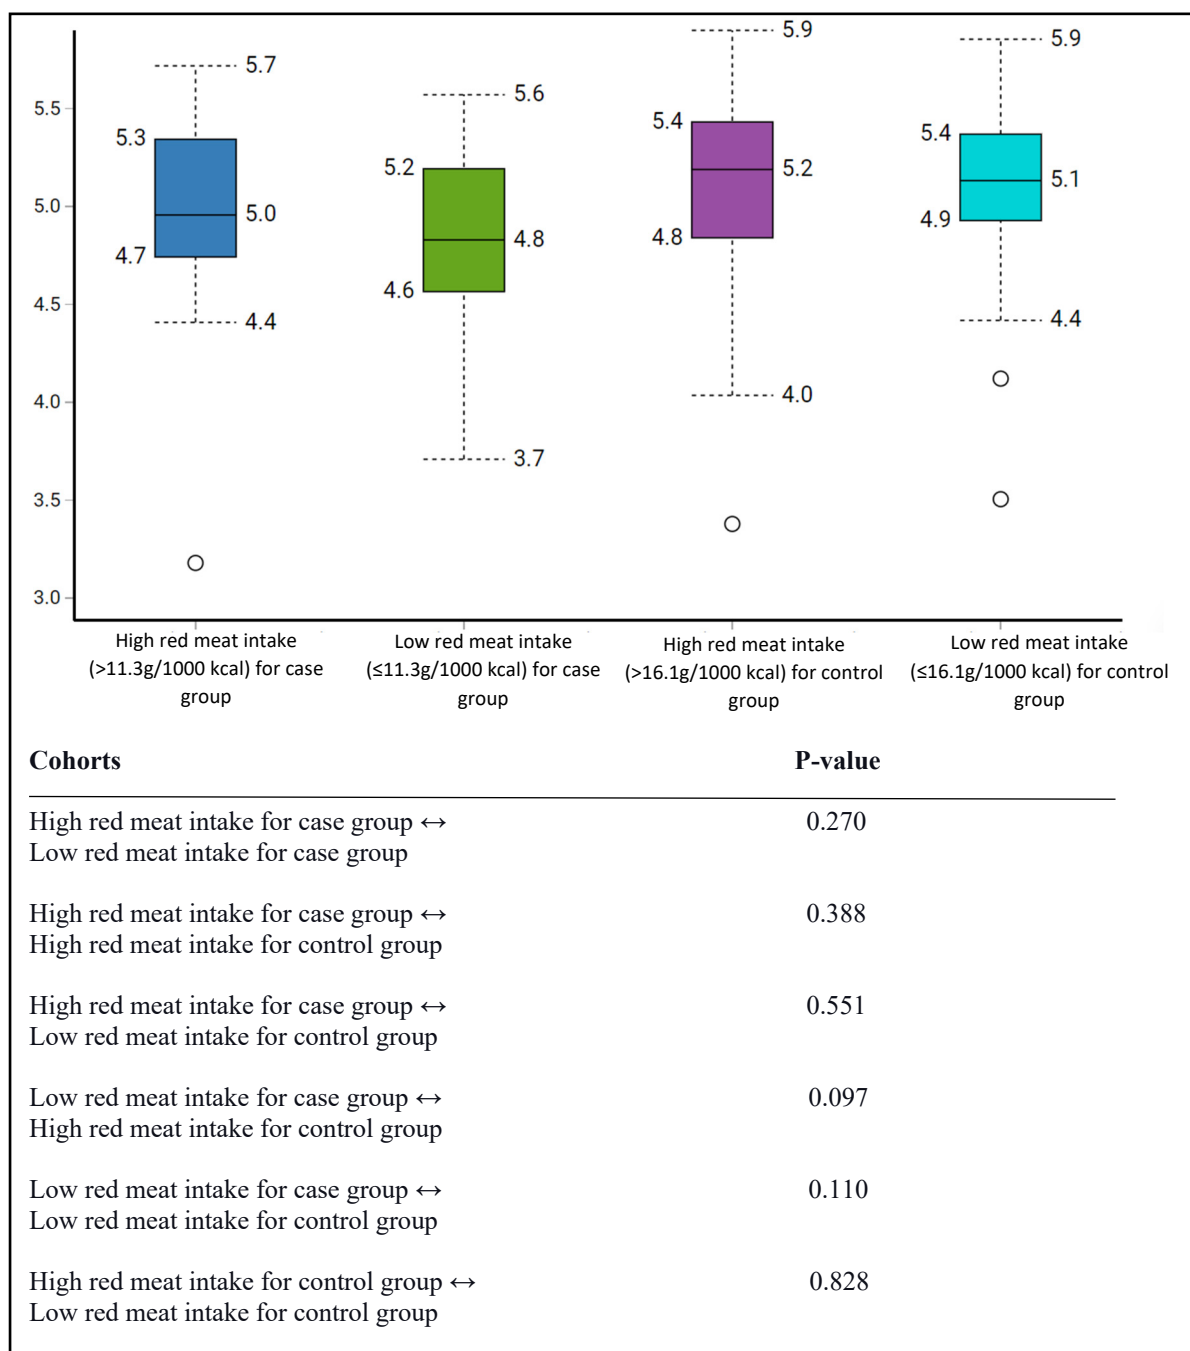 5.5
5.0
4.5
4.0
3.5
3.0
5.7
5.3
5.0
4.7
4.4
5.6
5.2
4.8
4.6
3.7
5.9
5.4
5.2
4.8
4.0
5.9
5.4
5.1
4.9
4.4
High red meat intake
(>11.3g/1000 kcal) for case
group
Low red meat intake
(≤11.3g/1000 kcal) for case
group
High red meat intake
(>16.1g/1000 kcal) for control
group
Low red meat intake
(≤16.1g/1000 kcal) for control
group
Cohorts P-value
High red meat intake for case group ↔ 0.270
Low red meat intake for case group
High red meat intake for case group ↔ 0.388
High red meat intake for control group
High red meat intake for case group ↔ 0.551
Low red meat intake for control group
Low red meat intake for case group ↔ 0.097
High red meat intake for control group
Low red meat intake for case group ↔ 0.110
Low red meat intake for control group
High red meat intake for control group ↔ 0.828
Low red meat intake for control group